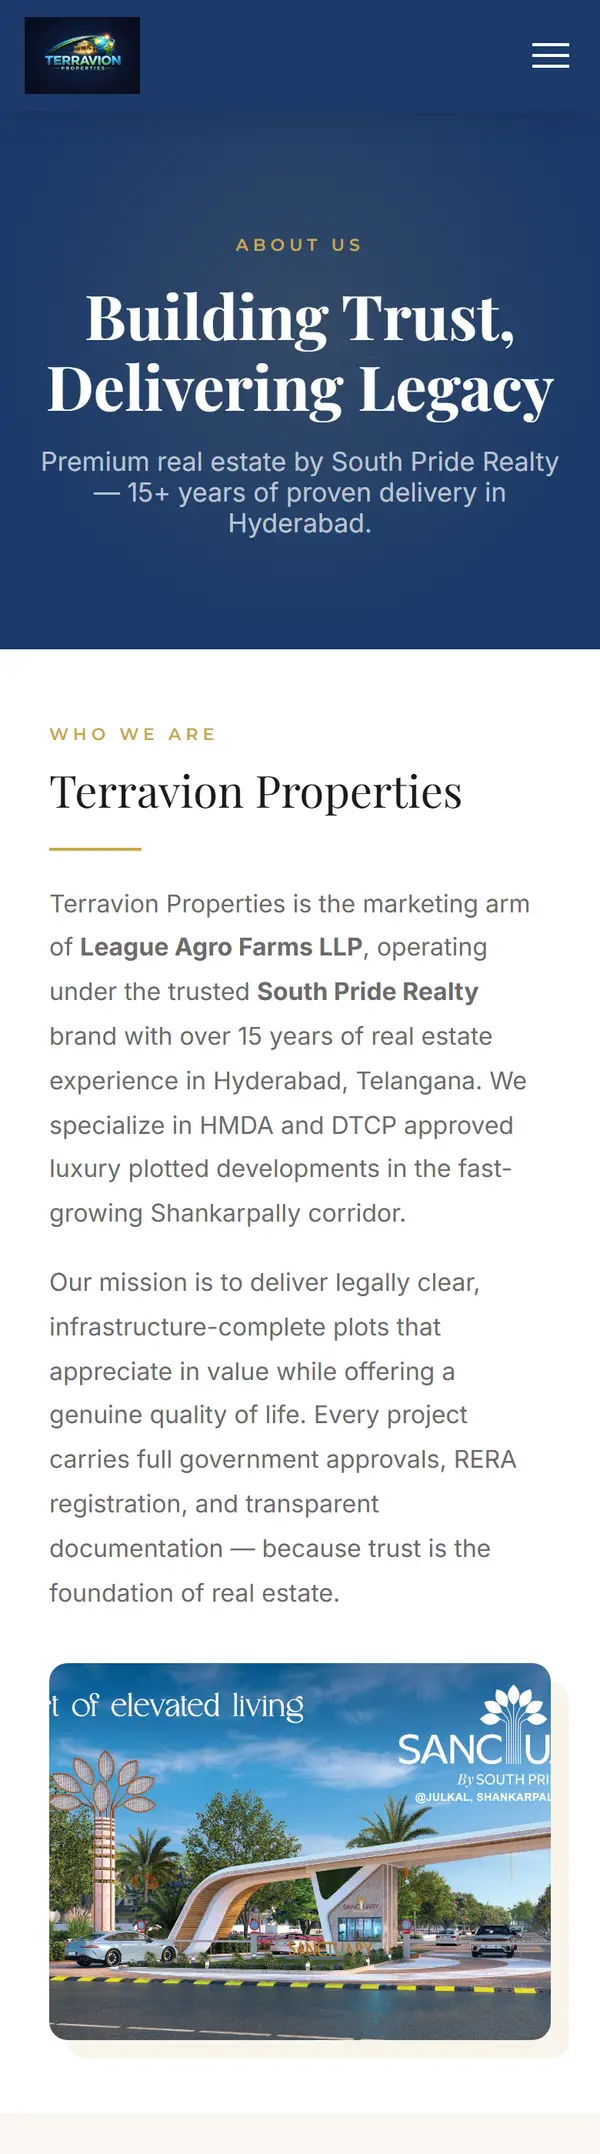 TERRAVION
PROPERTIES
ABOUT US
Building Trust,
Delivering Legacy
Premium real estate by South Pride Realty
— 15+ years of proven delivery in
Hyderabad.
WHO WE ARE
Terravion Properties
Terravion Properties is the marketing arm
of League Agro Farms LLP, operating
under the trusted South Pride Realty
brand with over 15 years of real estate
experience in Hyderabad, Telangana. We
specialize in HMDA and DTCP approved
luxury plotted developments in the fast-
growing Shankarpally corridor.
Our mission is to deliver legally clear,
infrastructure-complete plots that
appreciate in value while offering a
genuine quality of life. Every project
carries full government approvals, RERA
registration, and transparent
documentation — because trust is the
foundation of real estate.
t of elevated living
SANCTU
By SOUTH PRI
@JULKAL, SHANKARPAL
SANCTUARY
SANCTUARY